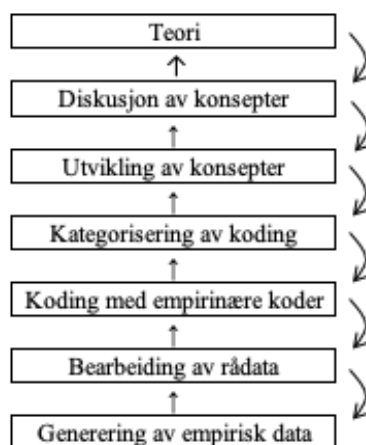 Teori
Diskusjon av konsepter
Utvikling av konsepter
Kategorisering av koding
Koding med empirinære koder
Bearbeiding av rådata
Generering av empirisk data